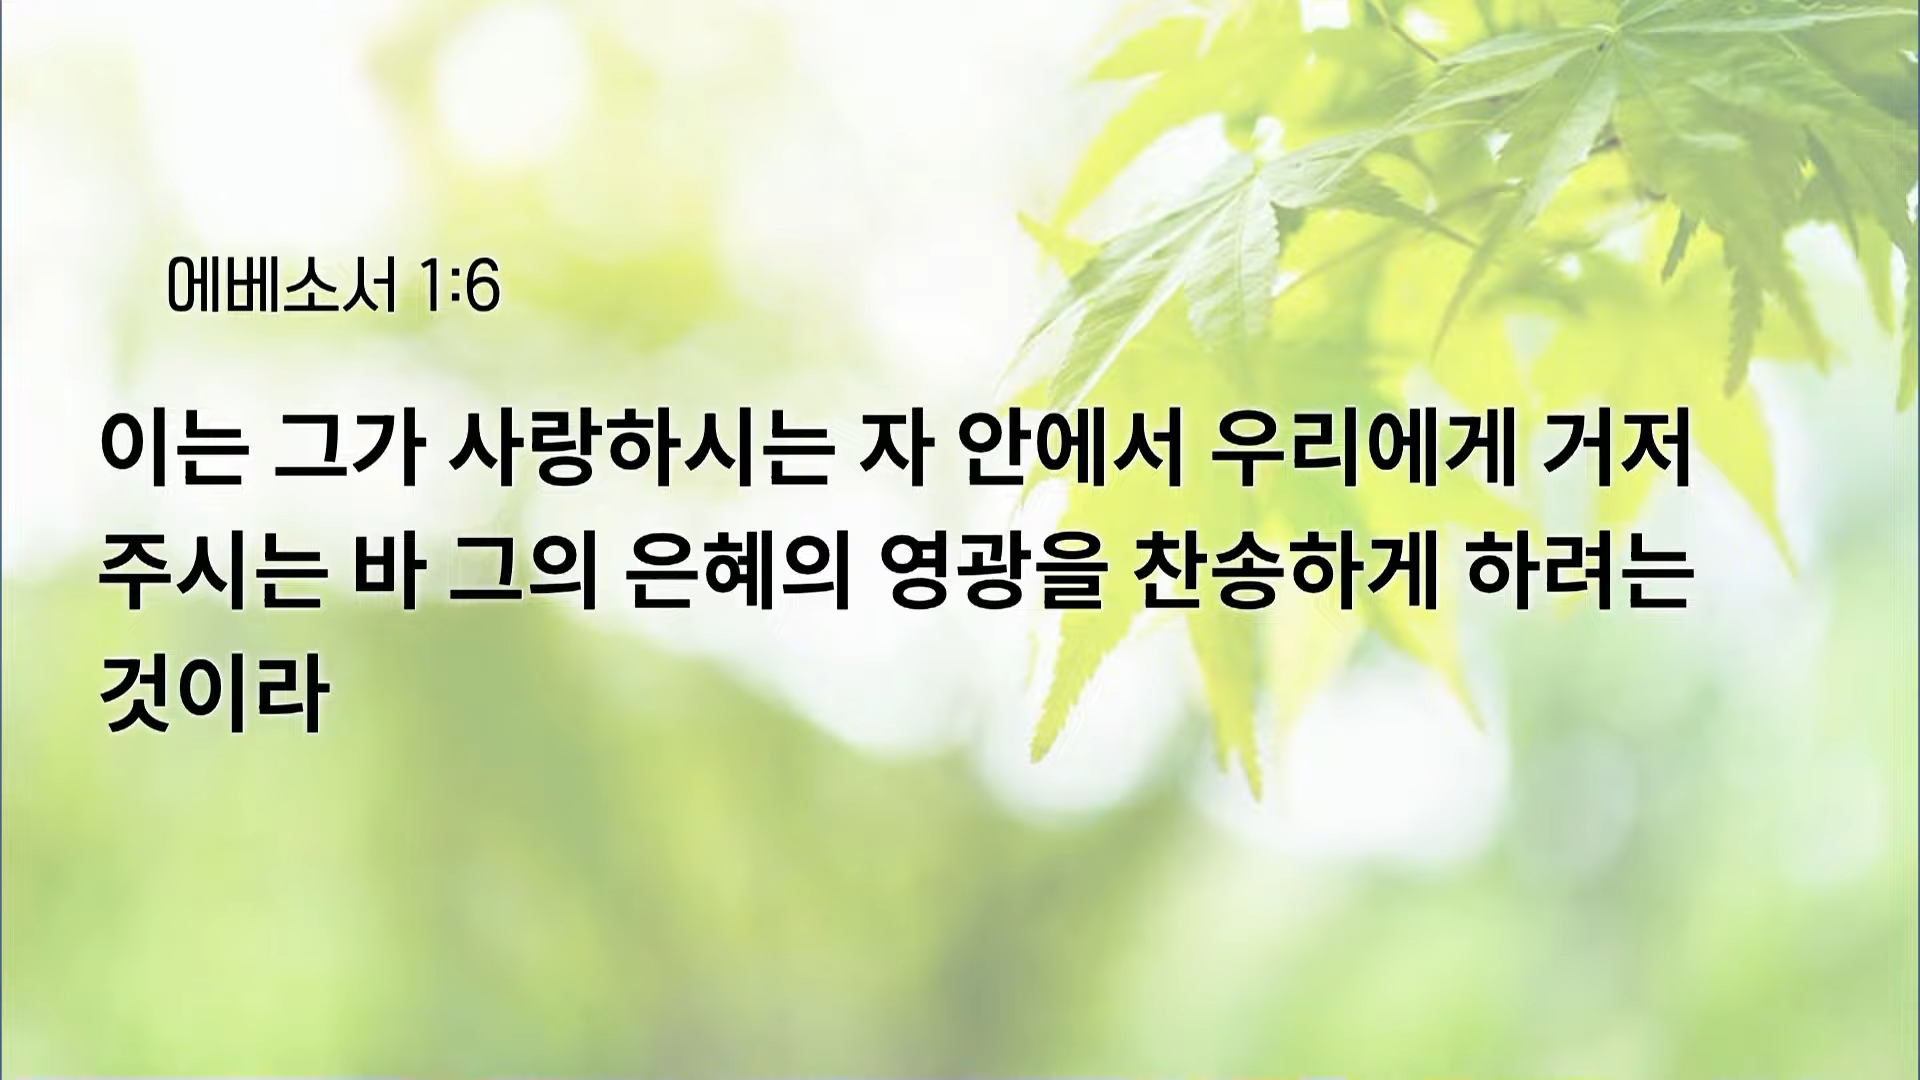 에베소서 1:6
이는 그가 사랑하시는 자 안에서 우리에게 거저
주시는 바 그의 은혜의 영광을 찬송하게 하려는
것이라